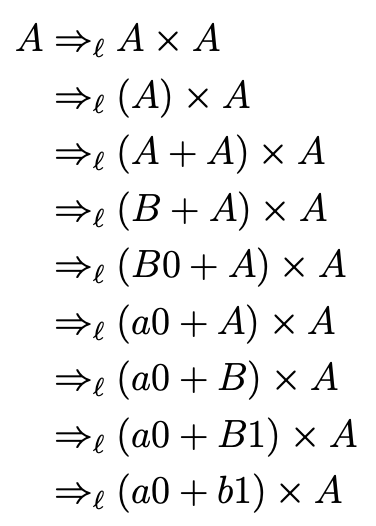 A ⇒ℓ A × A
⇒ℓ (A) × A
⇒ℓ (A + A) × A
⇒ℓ (B + A) × A
⇒ℓ (B0 + A) × A
⇒ℓ (a0 + A) × A
⇒ℓ (a0 + B) × A
⇒ℓ (a0 + B1) × A
⇒ℓ (a0 + b1) × A